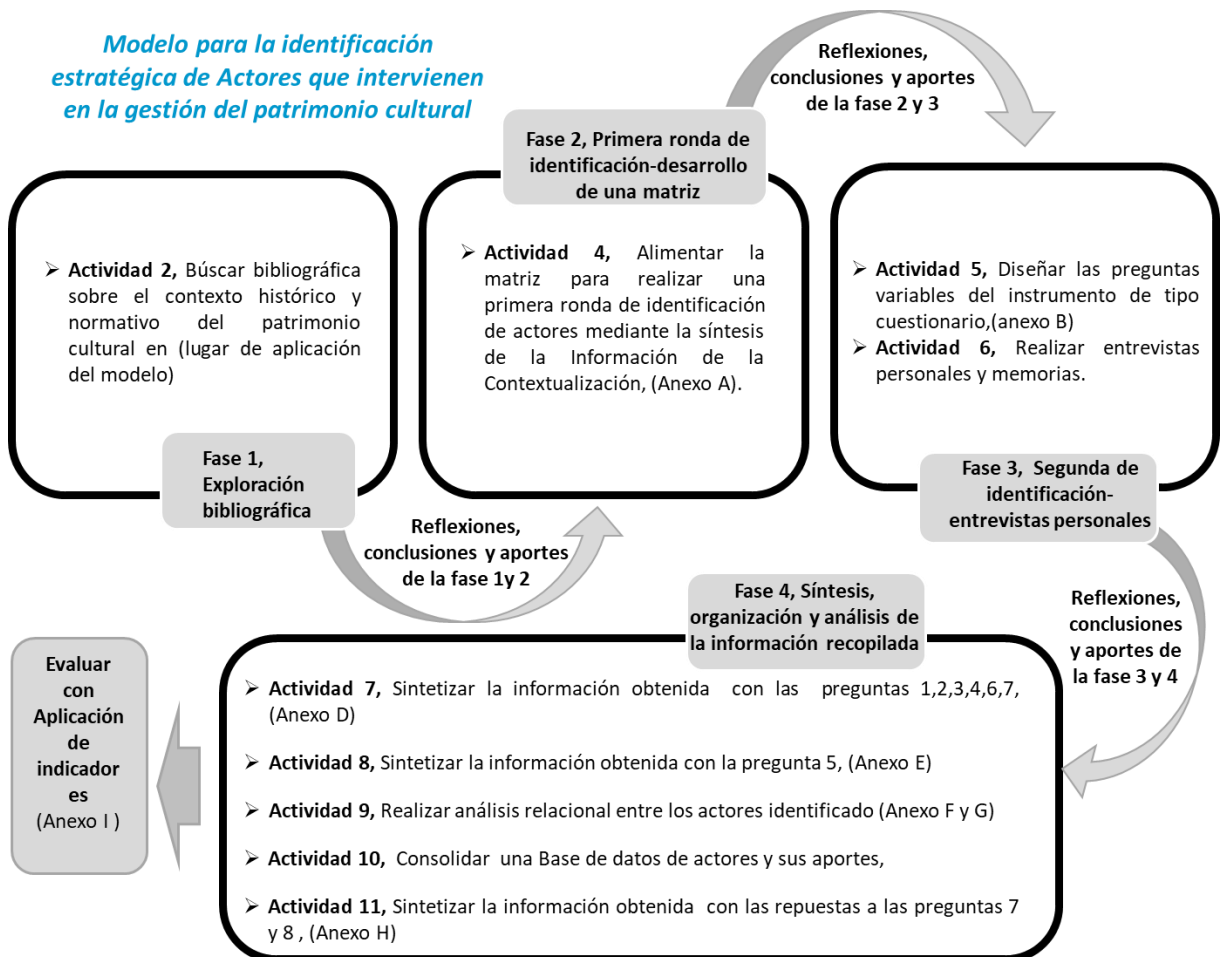 Modelo para la identificación
estratégica de Actores que intervienen
en la gestión del patrimonio cultural
Reflexiones,
conclusiones y aportes
de la fase 2 y 3
Fase 2, Primera ronda de
identificación-desarrollo
de una matriz
➢ Actividad 2, Búscar bibliográfica
sobre el contexto histórico y
normativo del patrimonio
cultural en (lugar de aplicación
del modelo)
Fase 1,
Exploración
bibliográfica
➢ Actividad 4, Alimentar la
matriz para realizar una
primera ronda de identificación
de actores mediante la síntesis
de la Información de la
Contextualización, (Anexo A).
➢ Actividad 5, Diseñar las preguntas
variables del instrumento de tipo
cuestionario,(anexo B)
➢ Actividad 6, Realizar entrevistas
personales y memorias.
Fase 3, Segunda de
identificación-
entrevistas personales
Reflexiones,
conclusiones y aportes
de la fase 1y 2
Reflexiones,
conclusiones
y aportes de
la fase 3 y 4
Fase 4, Síntesis,
organización y análisis de
la información recopilada
➢ Actividad 7, Sintetizar la información obtenida con las preguntas 1,2,3,4,6,7,
(Anexo D)
➢ Actividad 8, Sintetizar la información obtenida con la pregunta 5, (Anexo E)
➢ Actividad 9, Realizar análisis relacional entre los actores identificado (Anexo F y G)
➢ Actividad 10, Consolidar una Base de datos de actores y sus aportes,
➢ Actividad 11, Sintetizar la información obtenida con las repuestas a las preguntas 7
y 8 , (Anexo H)
Evaluar
con
Aplicación
de
indicador
es
(Anexo I )